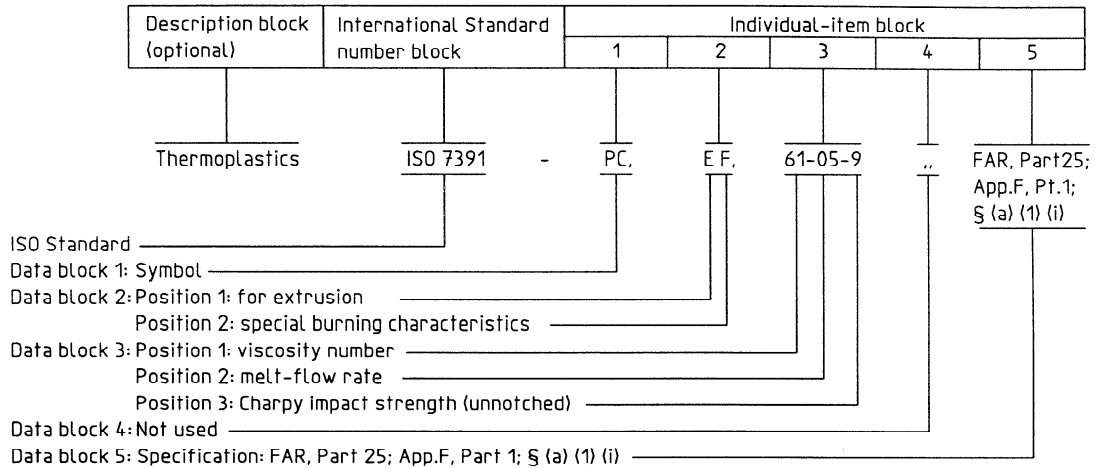 Description block (optional)
International Standard number block
Individual-item block
1 2 3 4 5
Thermoplastics ISO 7391 - PC, E F, 61-05-9 ,, FAR, Part25;
App.F, Pt.1;
§ (a) (1) (i)
ISO Standard
Data block 1: Symbol
Data block 2: Position 1: for extrusion
Position 2: special burning characteristics
Data block 3: Position 1: viscosity number
Position 2: melt-flow rate
Position 3: Charpy impact strength (unnotched)
Data block 4: Not used
Data block 5: Specification: FAR, Part 25; App.F, Part 1; § (a) (1) (i)